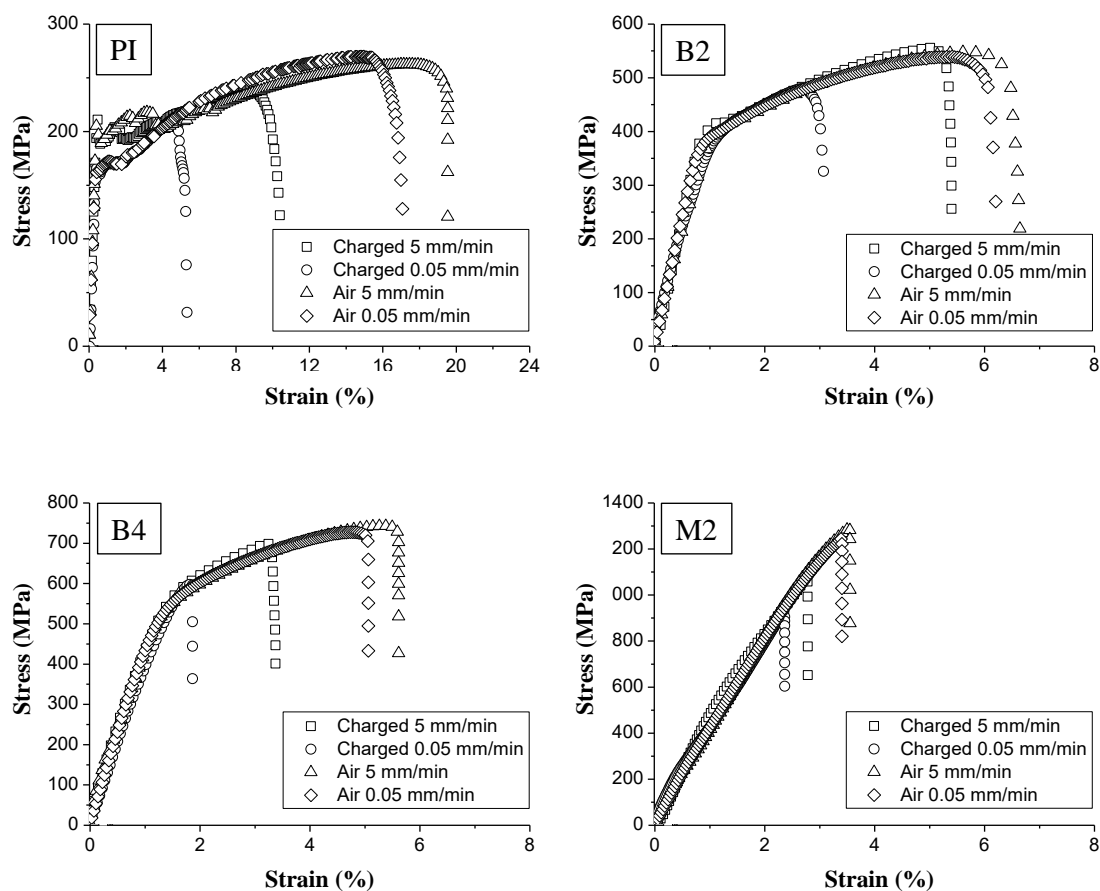 PI
Stress (MPa)
300
200
100
0
0 4 8 12 16 20 24
Strain (%)
Charged 5 mm/min
Charged 0.05 mm/min
Air 5 mm/min
Air 0.05 mm/min
B2
Stress (MPa)
600
500
400
300
200
100
0
0 2 4 6 8
Strain (%)
Charged 5 mm/min
Charged 0.05 mm/min
Air 5 mm/min
Air 0.05 mm/min
B4
Stress (MPa)
800
700
600
500
400
300
200
100
0
0 2 4 6 8
Strain (%)
Charged 5 mm/min
Charged 0.05 mm/min
Air 5 mm/min
Air 0.05 mm/min
M2
Stress (MPa)
1400
200
000
800
600
400
200
0
0 2 4 6 8
Strain (%)
Charged 5 mm/min
Charged 0.05 mm/min
Air 5 mm/min
Air 0.05 mm/min